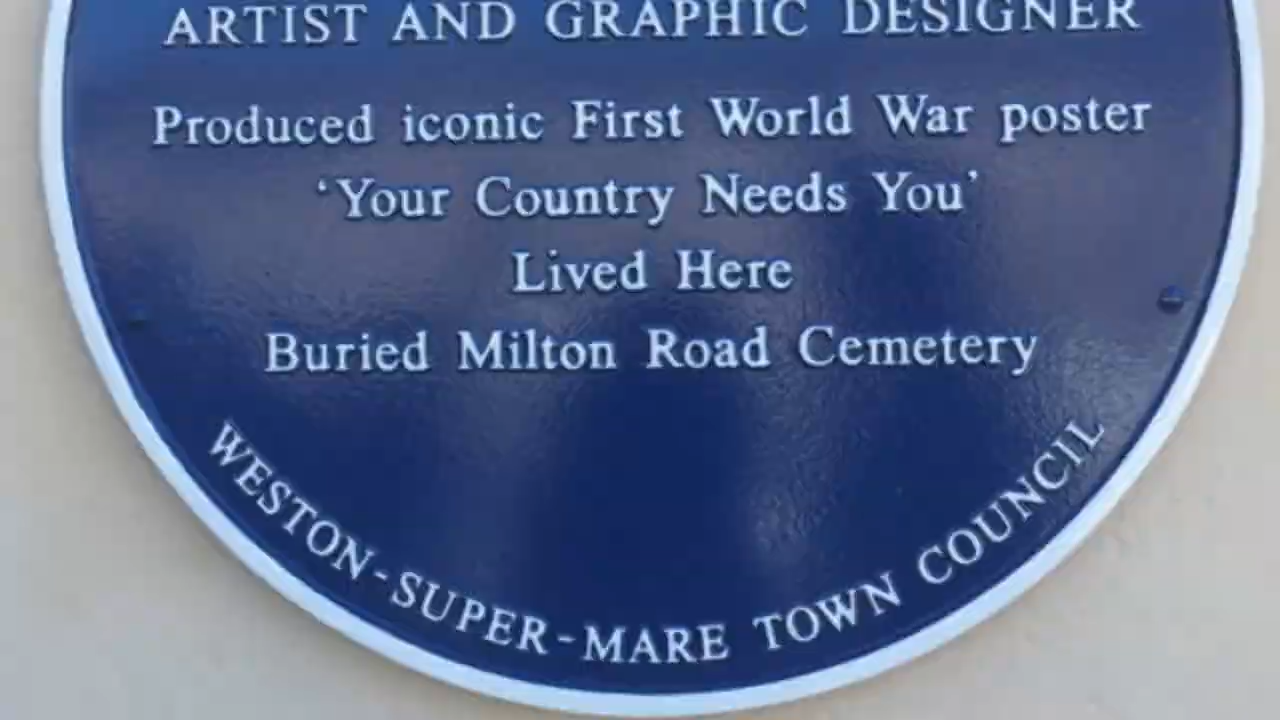 ARTIST AND GRAPHIC DESIGNER
Produced iconic First World War poster
‘Your Country Needs You’
Lived Here
Buried Milton Road Cemetery
WESTON-SUPER-MARE TOWN COUNCIL